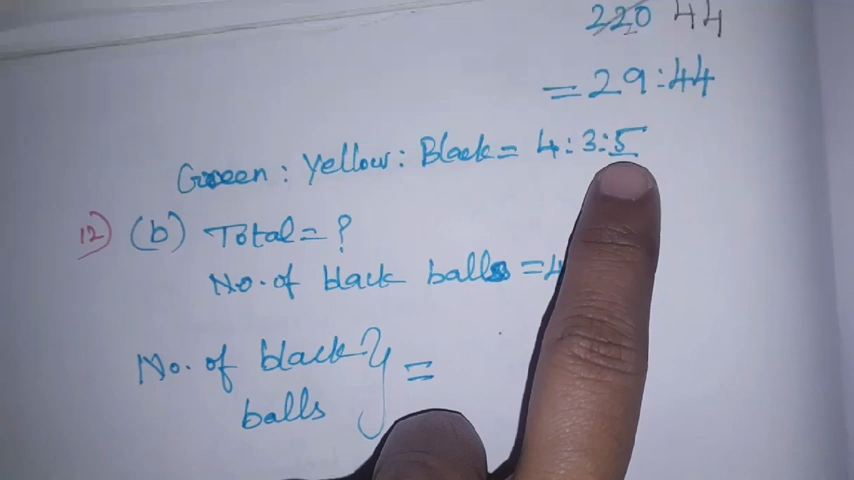 220 44
= 29:44
Green : Yellow : Black = 4:3:5
12) (b) Total = ?
No. of black balls = 4
No. of black balls } =